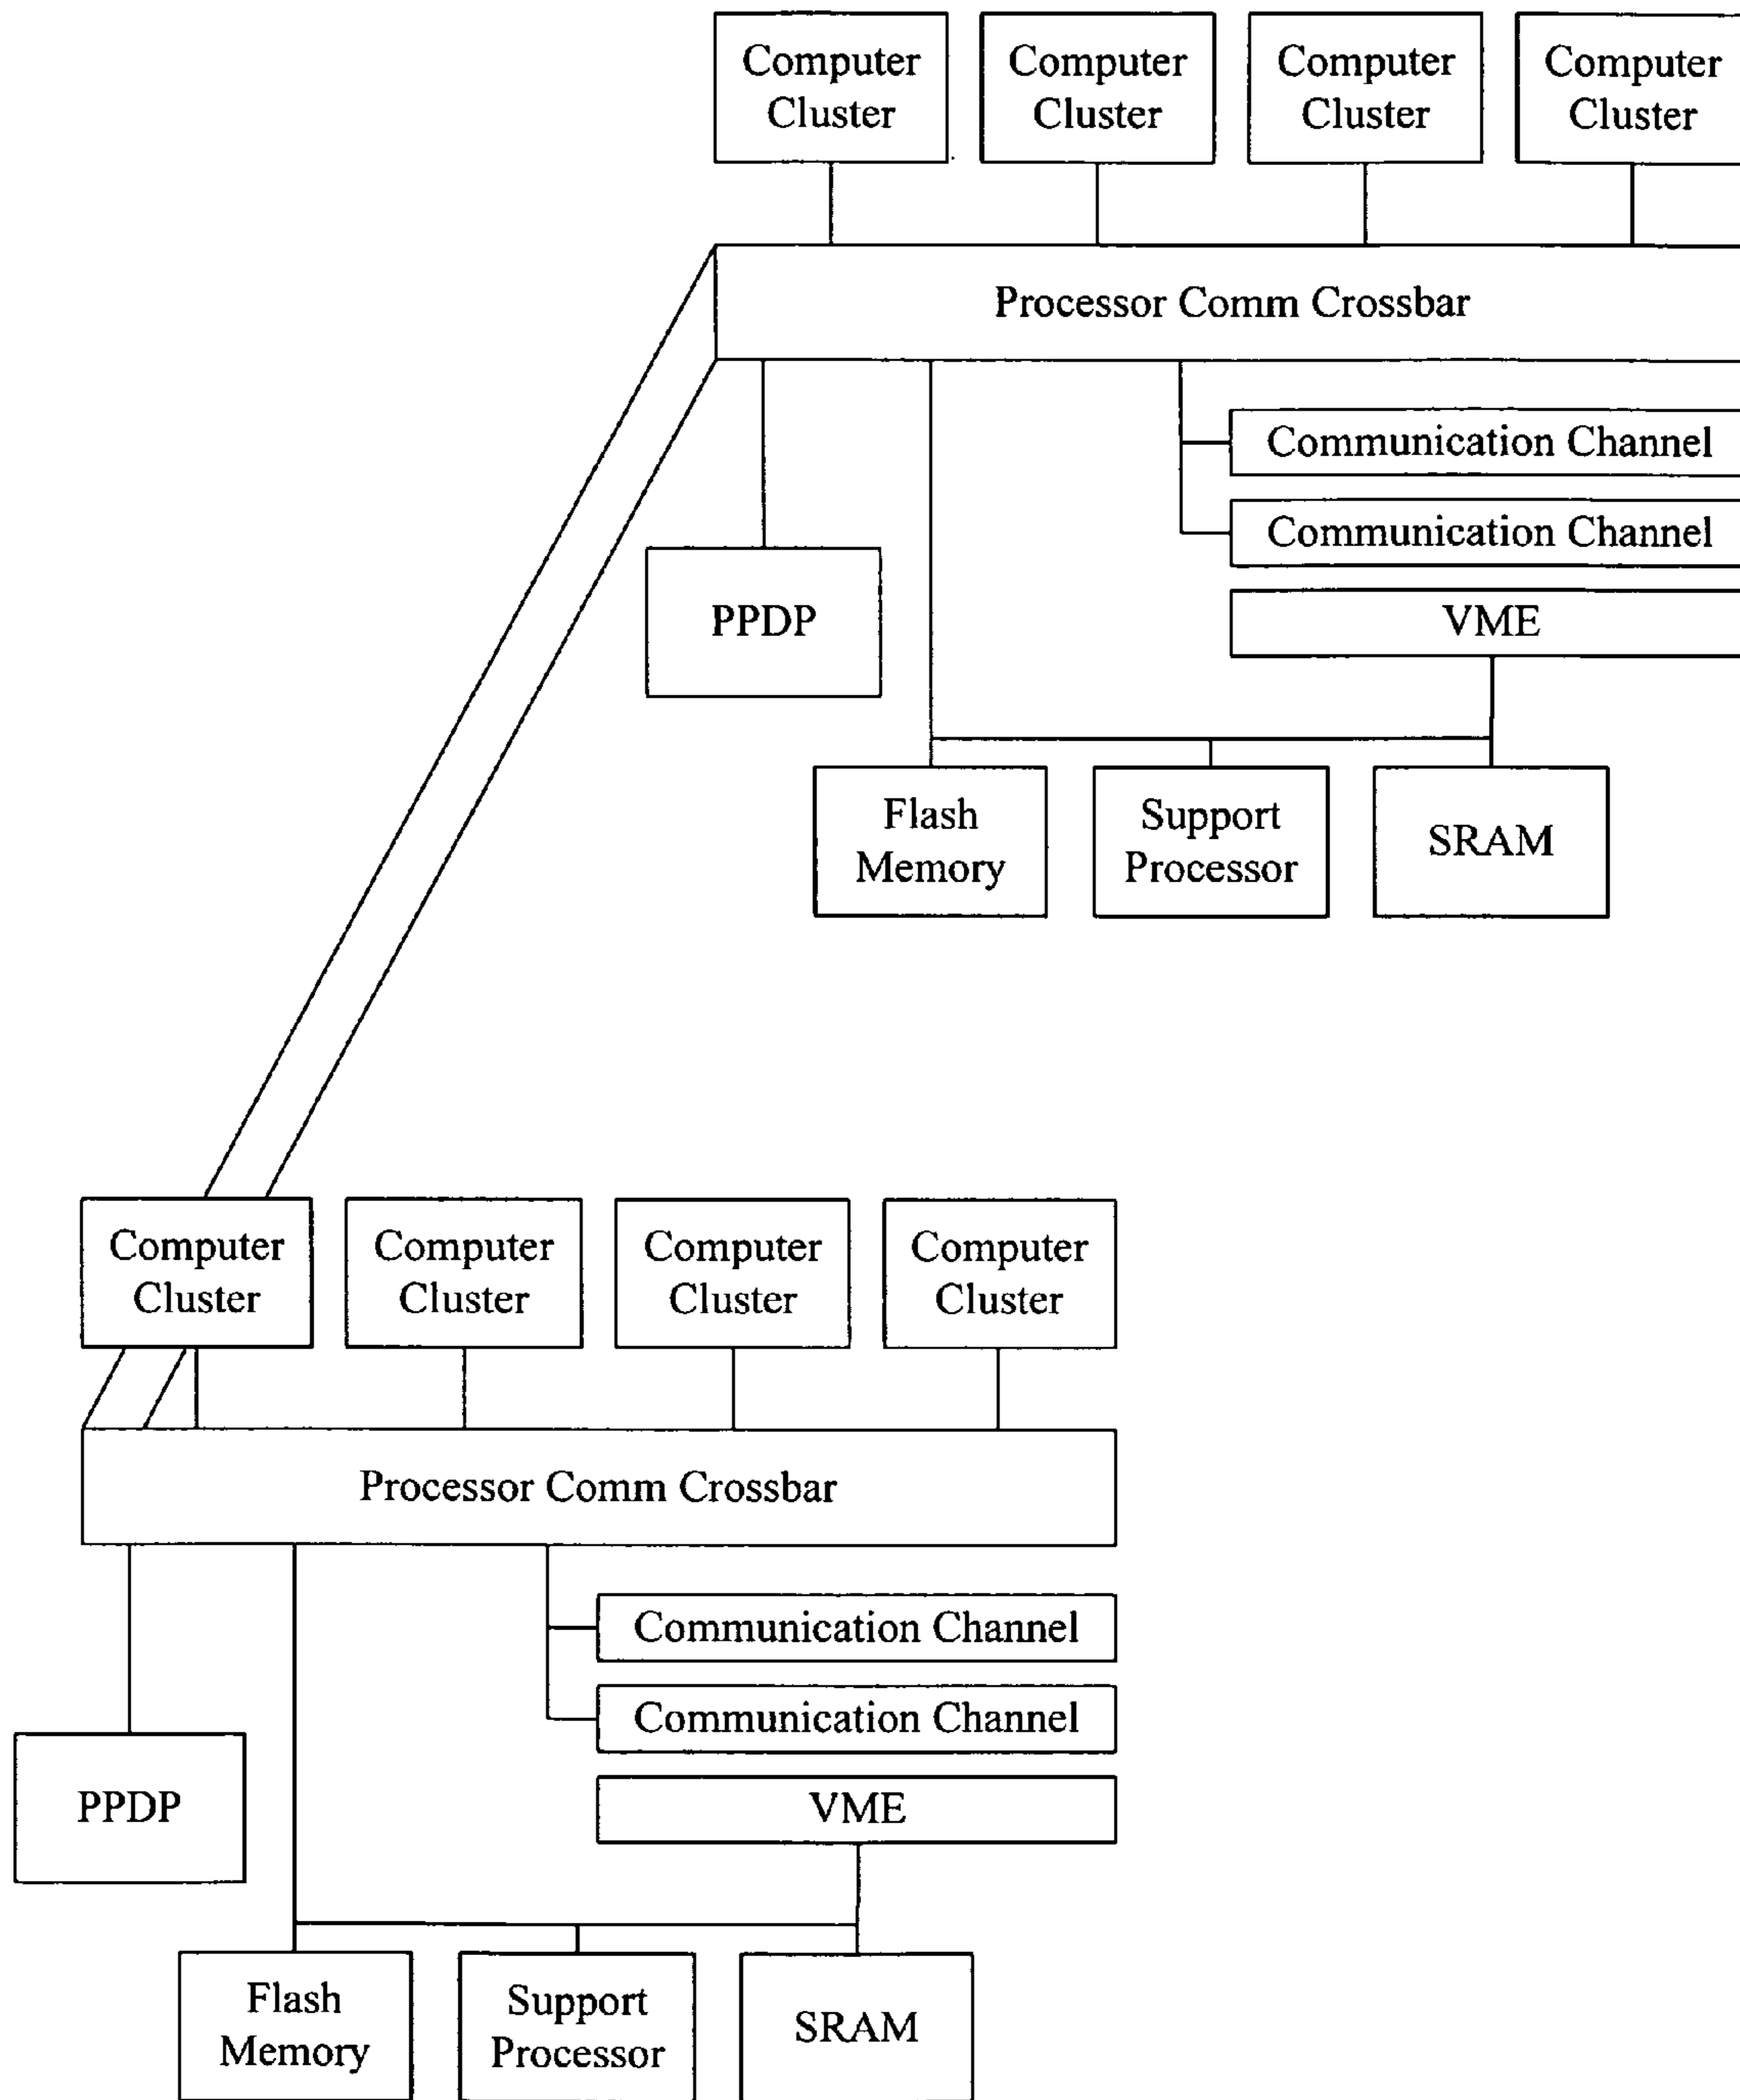 Computer
Cluster
Computer
Cluster
Computer
Cluster
Computer
Cluster
Processor Comm Crossbar
Communication Channel
Communication Channel
PPDP
VME
Flash
Memory
Support
Processor
SRAM
Computer
Cluster
Computer
Cluster
Computer
Cluster
Computer
Cluster
Processor Comm Crossbar
Communication Channel
Communication Channel
PPDP
VME
Flash
Memory
Support
Processor
SRAM